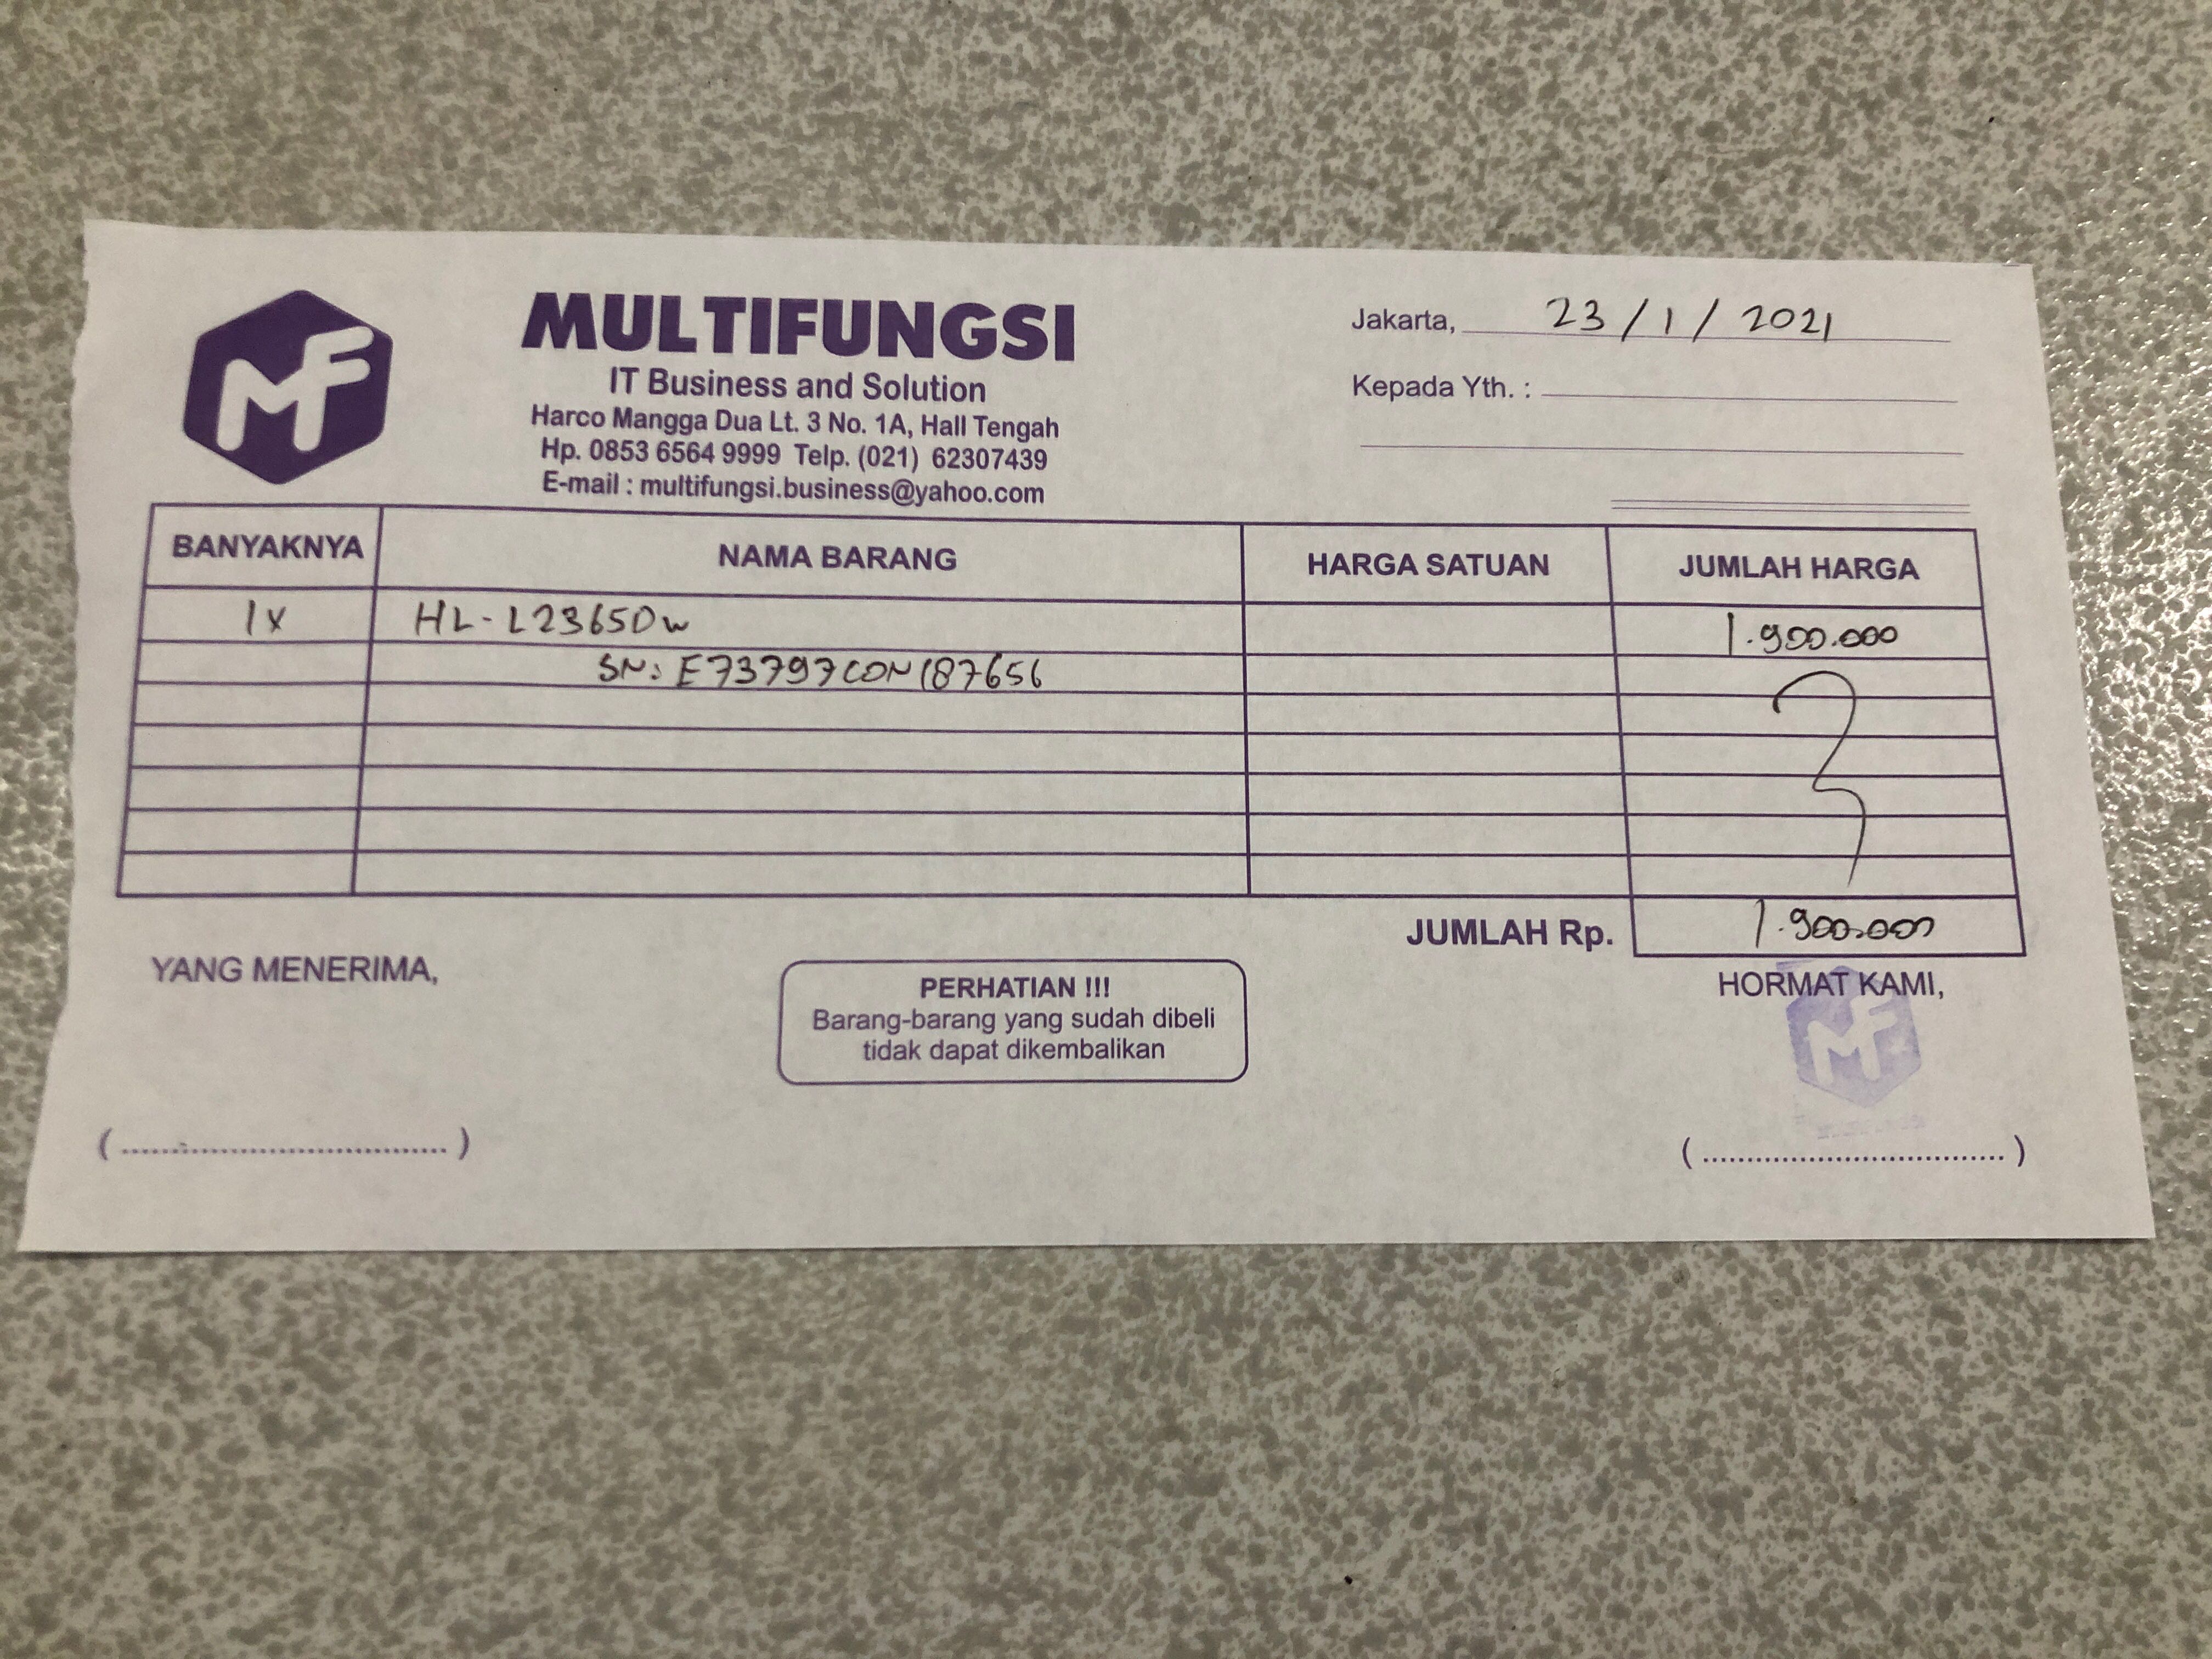 MF
MULTIFUNGSI
IT Business and Solution
Harco Mangga Dua Lt. 3 No. 1A, Hall Tengah
Hp. 0853 6564 9999 Telp. (021) 62307439
E-mail : multifungsi.business@yahoo.com
Jakarta, 23 / 1 / 2021
Kepada Yth. :
BANYAKNYA NAMA BARANG HARGA SATUAN JUMLAH HARGA
1x HL-L2365Dw 1.900.000
SN: E73797C0N187656
JUMLAH Rp. 1.900.000
YANG MENERIMA,
PERHATIAN !!!
Barang-barang yang sudah dibeli
tidak dapat dikembalikan
HORMAT KAMI,
MF
(....................................)
(....................................)